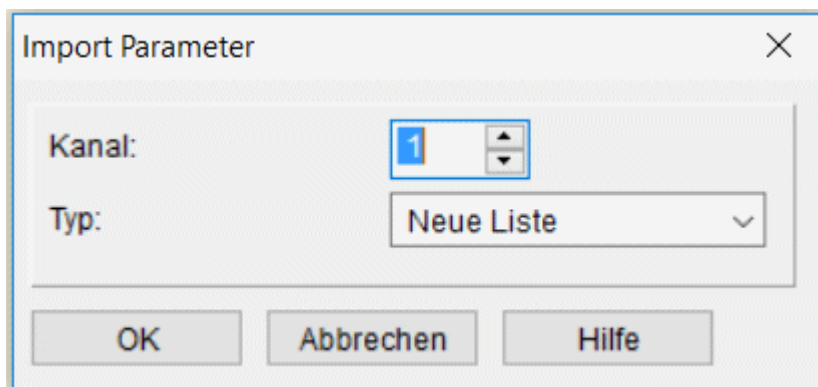 Import Parameter
Kanal: 1
Typ: Neue Liste
OK Abbrechen Hilfe